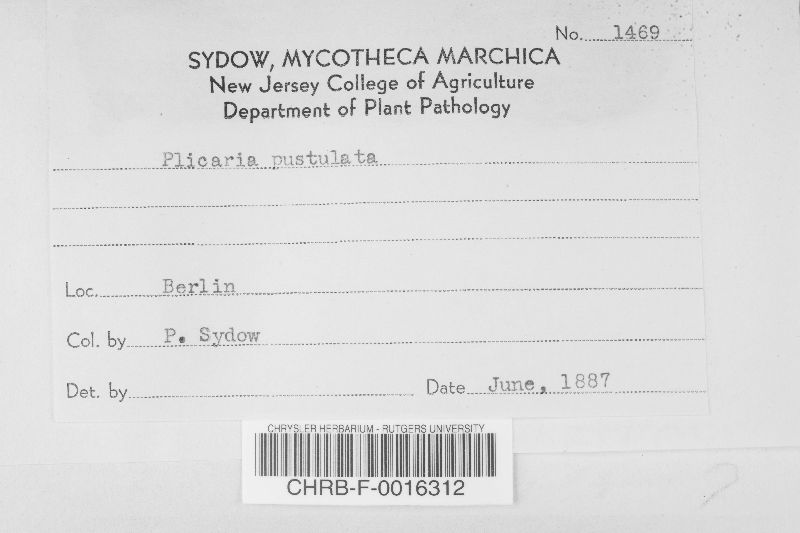 No. 1469
SYDOW, MYCOTHECA MARCHICA
New Jersey College of Agriculture
Department of Plant Pathology
Plicaria pustulata
Loc. Berlin
Col. by P. Sydow
Det. by
Date June, 1887
CHRYSLER HERBARIUM - RUTGERS UNIVERSITY
CHRB-F-0016312